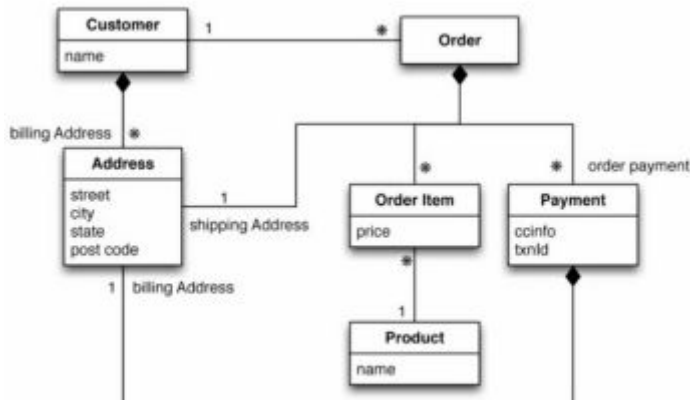 Customer
name
1
*
Order
billing Address
*
Address
street
city
state
post code
1
shipping Address
*
Order Item
price
*
order payment
Payment
ccinfo
txnId
1
billing Address
*
1
Product
name